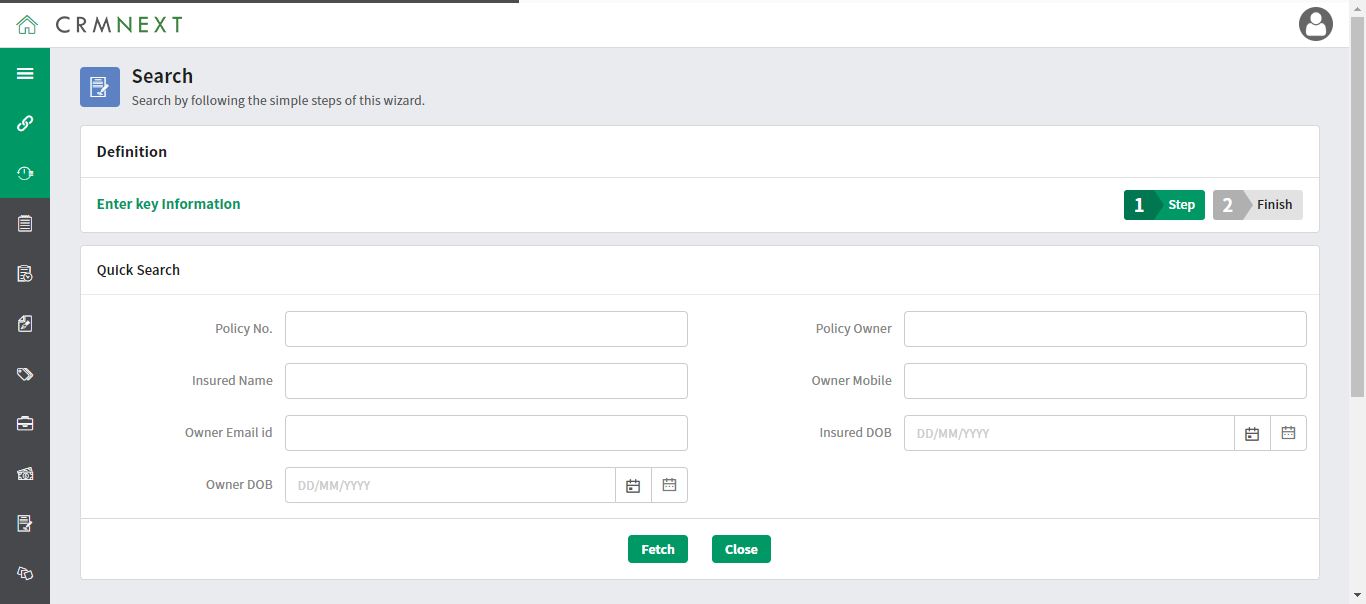 CRMNEXT
Search
Search by following the simple steps of this wizard.
Definition
Enter key Information
1 Step 2 Finish
Quick Search
Policy No. Policy Owner
Insured Name Owner Mobile
Owner Email id Insured DOB DD/MM/YYYY
Owner DOB DD/MM/YYYY
Fetch Close